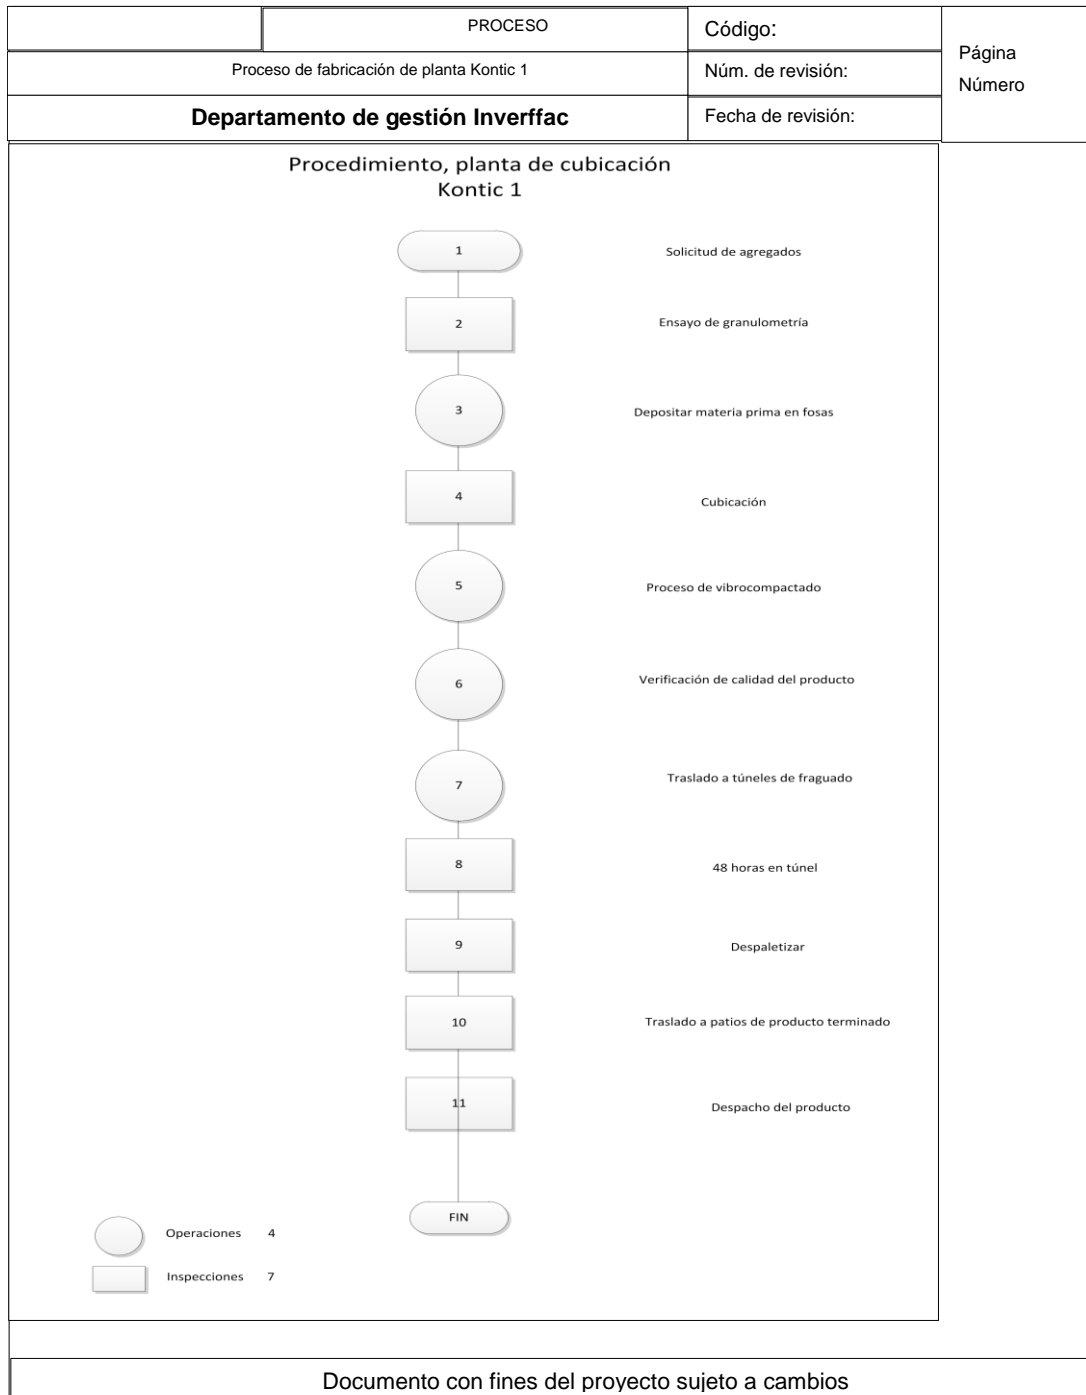 PROCESO
Código:
Página
Número
Proceso de fabricación de planta Kontic 1
Núm. de revisión:
Departamento de gestión Inverffac
Fecha de revisión:
Procedimiento, planta de cubicación
Kontic 1
1 Solicitud de agregados
2 Ensayo de granulometría
3 Depositar materia prima en fosas
4 Cubicación
5 Proceso de vibrocompactado
6 Verificación de calidad del producto
7 Traslado a túneles de fraguado
8 48 horas en túnel
9 Despaletizar
10 Traslado a patios de producto terminado
11 Despacho del producto
FIN
Operaciones 4
Inspecciones 7
Documento con fines del proyecto sujeto a cambios